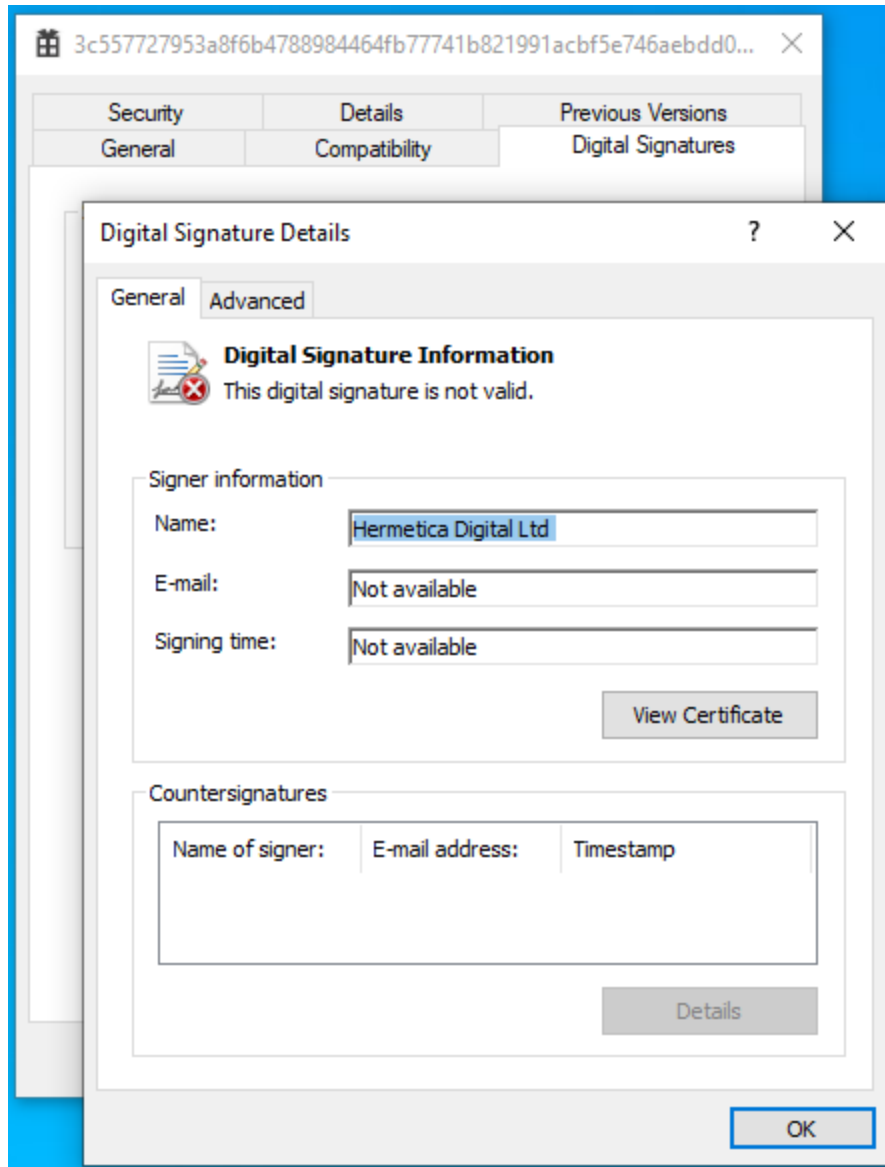 3c557727953a8f6b4788984464fb77741b821991acbf5e746aebdd0...
Security Details Previous Versions
General Compatibility Digital Signatures
Digital Signature Details ?
General Advanced
Digital Signature Information
This digital signature is not valid.
Signer information
Name: Hermetica Digital Ltd
E-mail: Not available
Signing time: Not available
View Certificate
Countersignatures
Name of signer: E-mail address: Timestamp
Details
OK